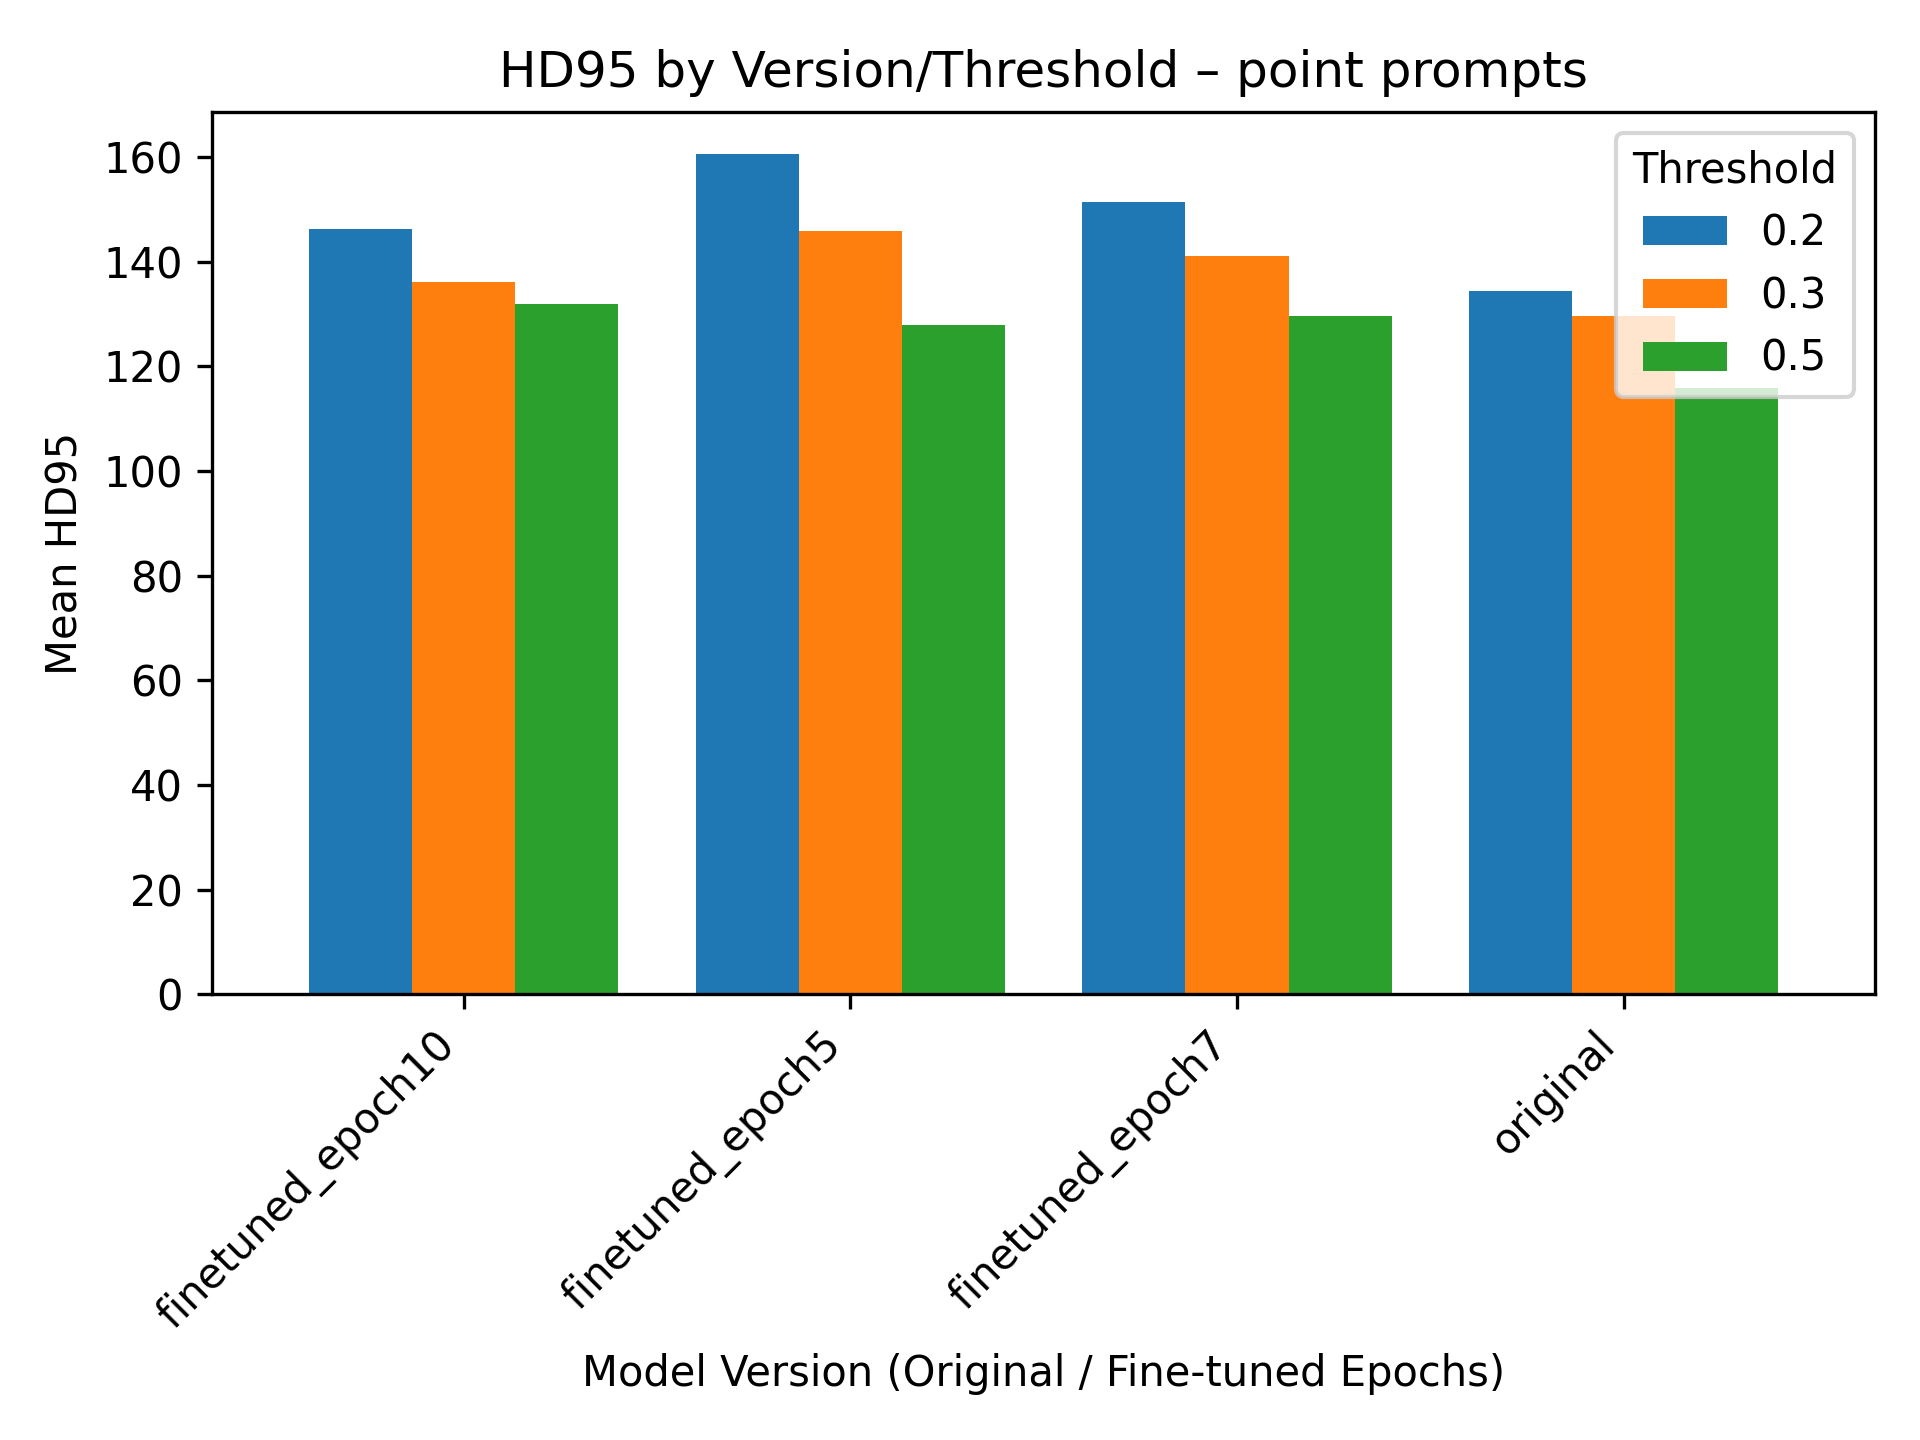 HD95 by Version/Threshold – point prompts
Mean HD95
160
140
120
100
80
60
40
20
0
Threshold
0.2
0.3
0.5
finetuned_epoch10
finetuned_epoch5
finetuned_epoch7
original
Model Version (Original / Fine-tuned Epochs)